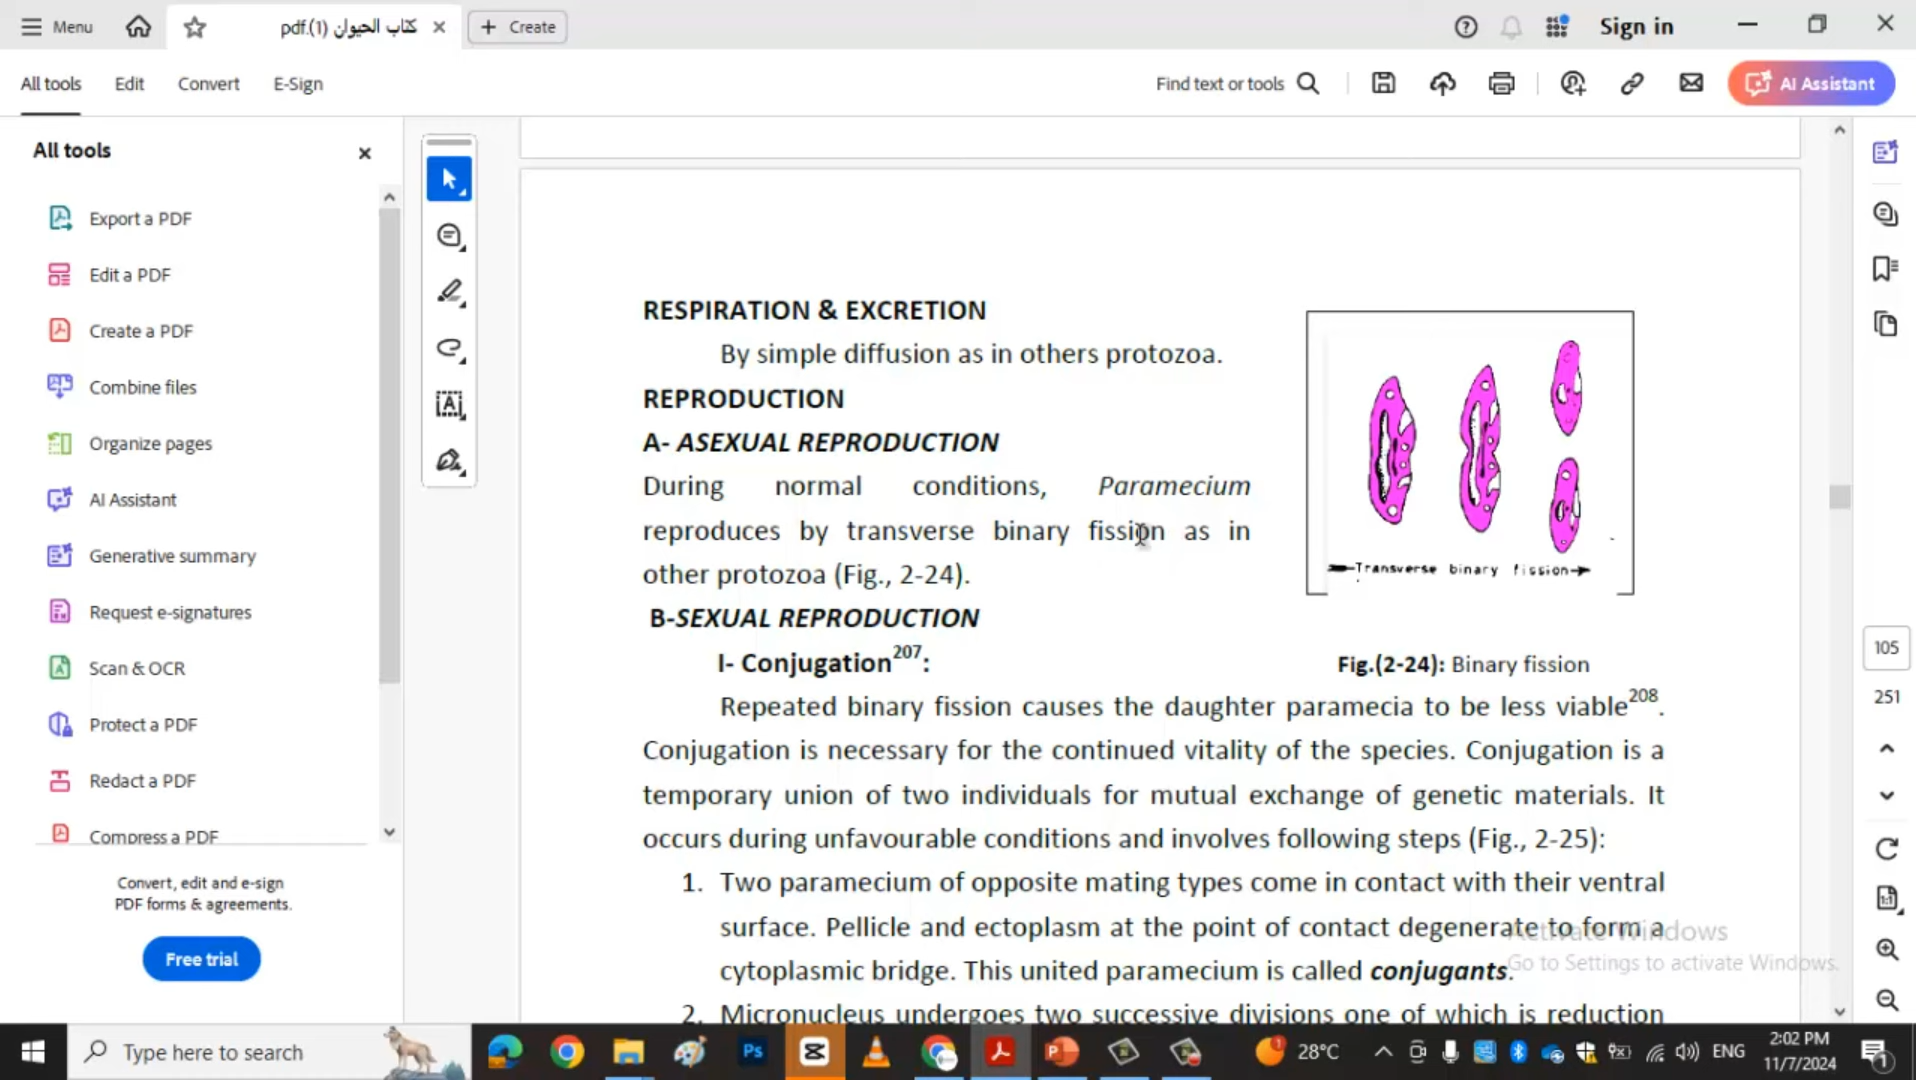 Menu
كتاب الحيوان (1).pdf
Create
Sign in
All tools
Edit
Convert
E-Sign
Find text or tools
AI Assistant
All tools
Export a PDF
Edit a PDF
Create a PDF
Combine files
Organize pages
AI Assistant
Generative summary
Request e-signatures
Scan & OCR
Protect a PDF
Redact a PDF
Compress a PDF
Convert, edit and e-sign
PDF forms & agreements.
Free trial
RESPIRATION & EXCRETION
By simple diffusion as in others protozoa.
REPRODUCTION
A- ASEXUAL REPRODUCTION
During normal conditions, Paramecium
reproduces by transverse binary fission as in
other protozoa (Fig., 2-24).
Transverse binary fission
B-SEXUAL REPRODUCTION
I- Conjugation207:
Fig.(2-24): Binary fission
Repeated binary fission causes the daughter paramecia to be less viable208.
Conjugation is necessary for the continued vitality of the species. Conjugation is a
temporary union of two individuals for mutual exchange of genetic materials. It
occurs during unfavourable conditions and involves following steps (Fig., 2-25):
1. Two paramecium of opposite mating types come in contact with their ventral
surface. Pellicle and ectoplasm at the point of contact degenerate to form a
cytoplasmic bridge. This united paramecium is called conjugants.
2. Micronucleus undergoes two successive divisions one of which is reduction
Activate Windows
Go to Settings to activate Windows.
105
251
1:1
Type here to search
Ps
28°C
ENG
2:02 PM
11/7/2024
1